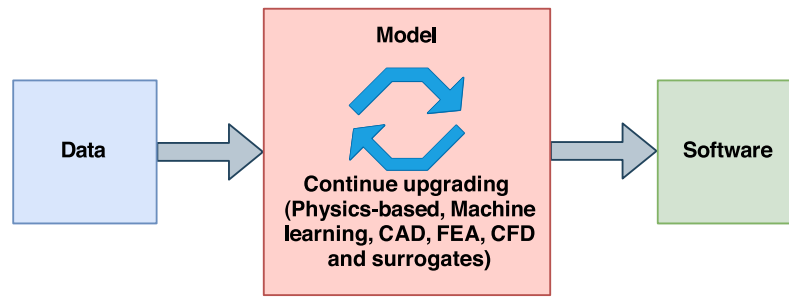 Data
Model
Continue upgrading
(Physics-based, Machine
learning, CAD, FEA, CFD
and surrogates)
Software